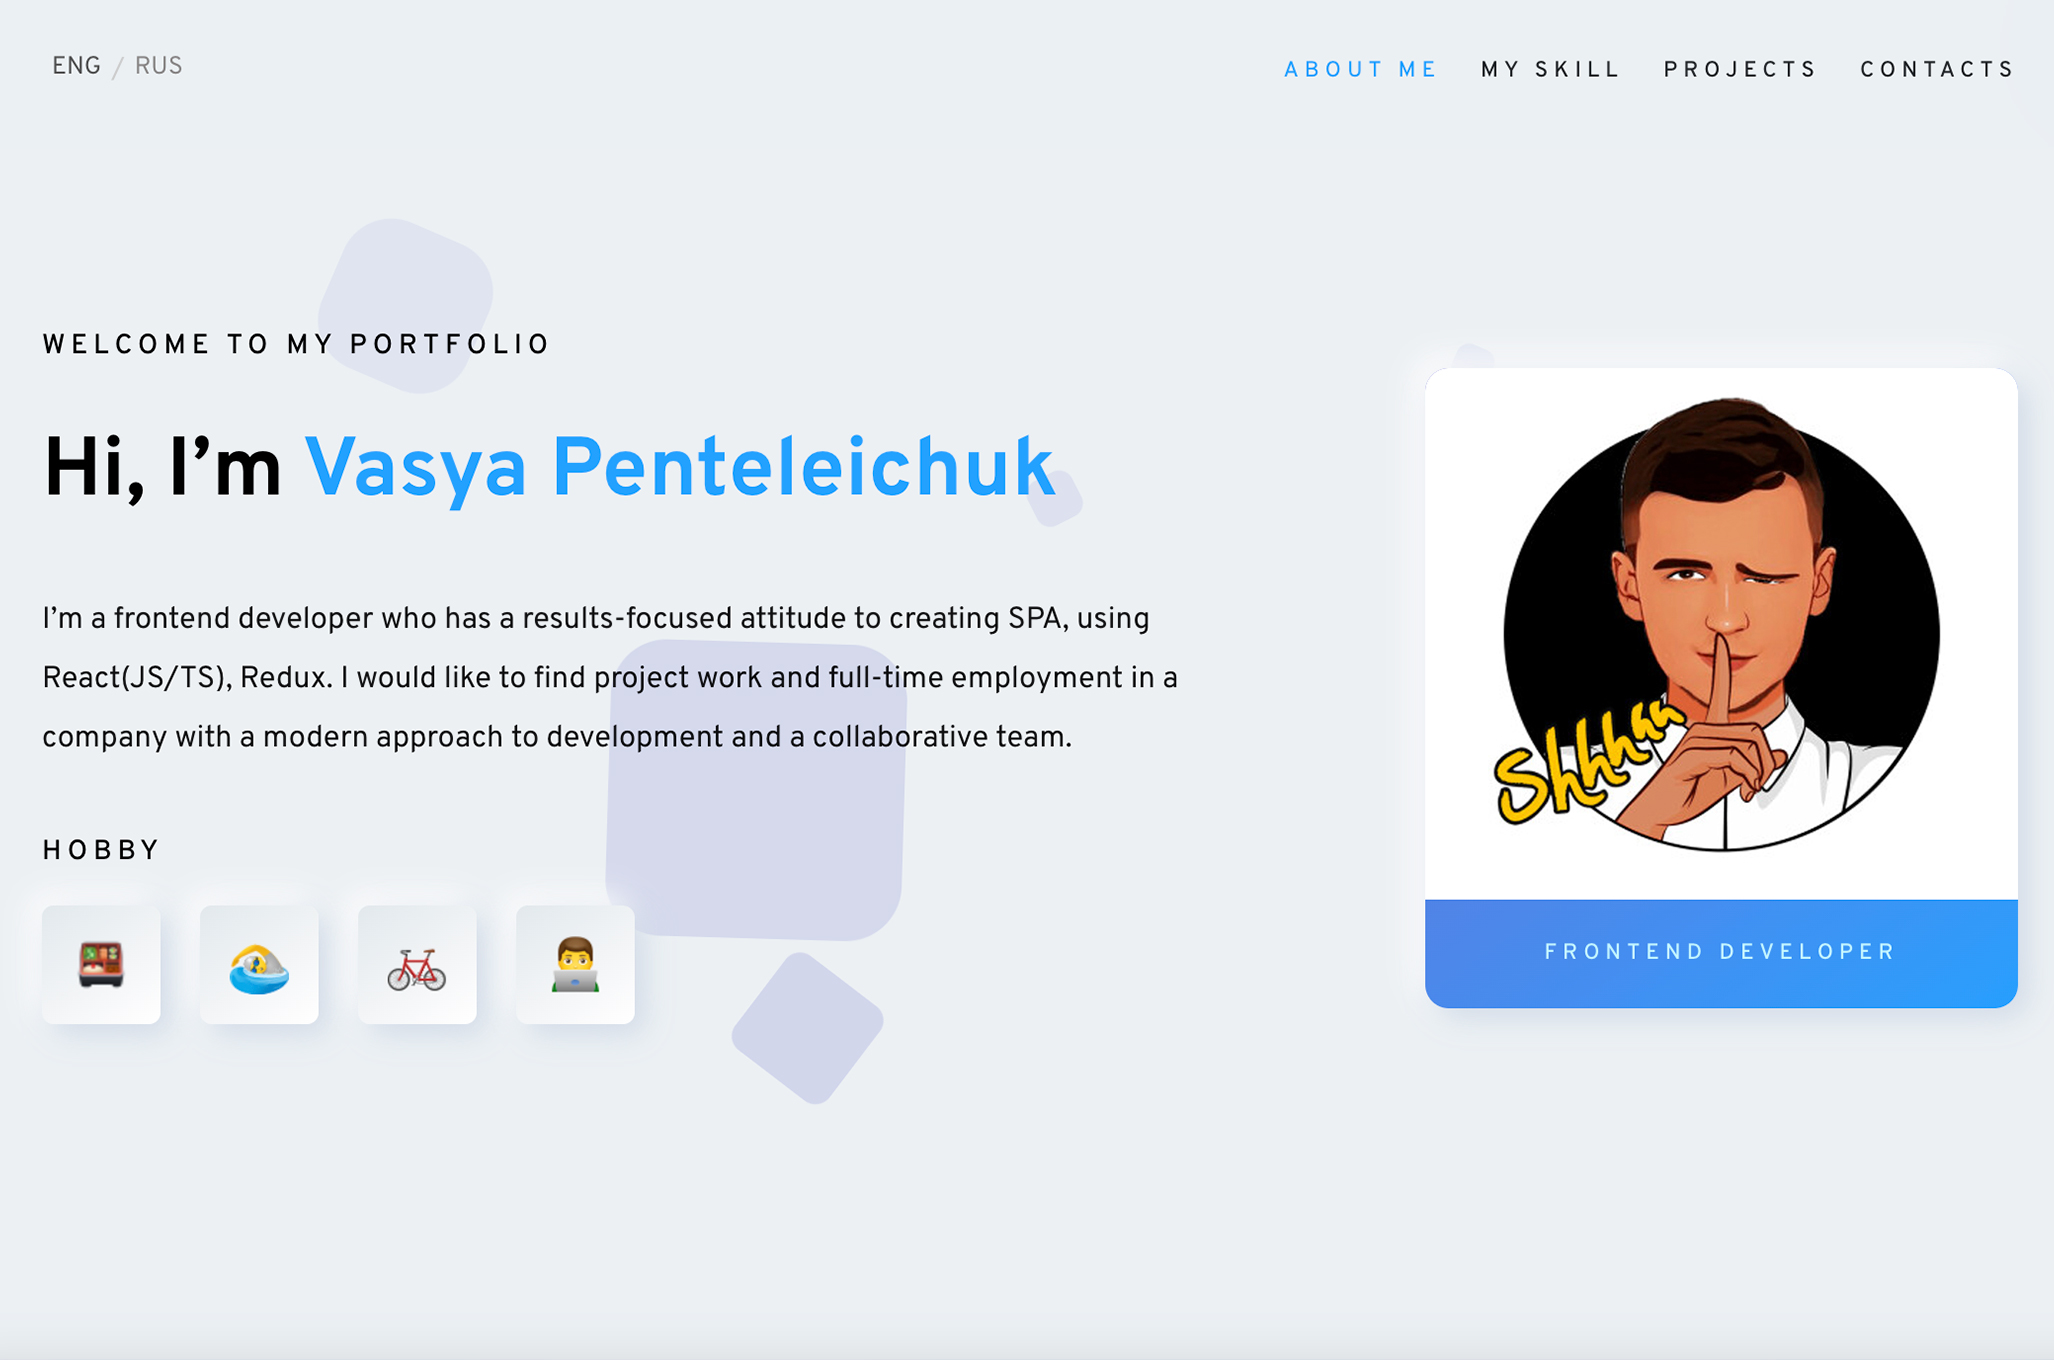 ENG / RUS
ABOUT ME MY SKILL PROJECTS CONTACTS
WELCOME TO MY PORTFOLIO
Hi, I’m Vasya Penteleichuk
I’m a frontend developer who has a results-focused attitude to creating SPA, using
React(JS/TS), Redux. I would like to find project work and full-time employment in a
company with a modern approach to development and a collaborative team.
HOBBY
Shhhaa
FRONTEND DEVELOPER